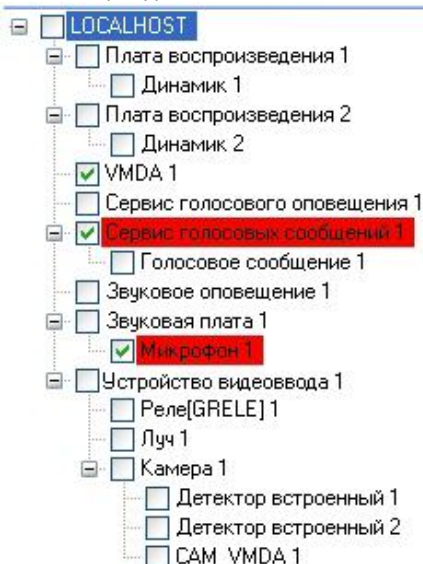 LOCALHOST
Плата воспроизведения 1
Динамик 1
Плата воспроизведения 2
Динамик 2
VMDA 1
Сервис голосового оповещения 1
Сервис голосовых сообщений 1
Голосовое сообщение 1
Звуковое оповещение 1
Звуковая плата 1
Микрофон 1
Устройство видеоввода 1
Реле[GRELE] 1
Луч 1
Камера 1
Детектор встроенный 1
Детектор встроенный 2
CAM_VMDA 1